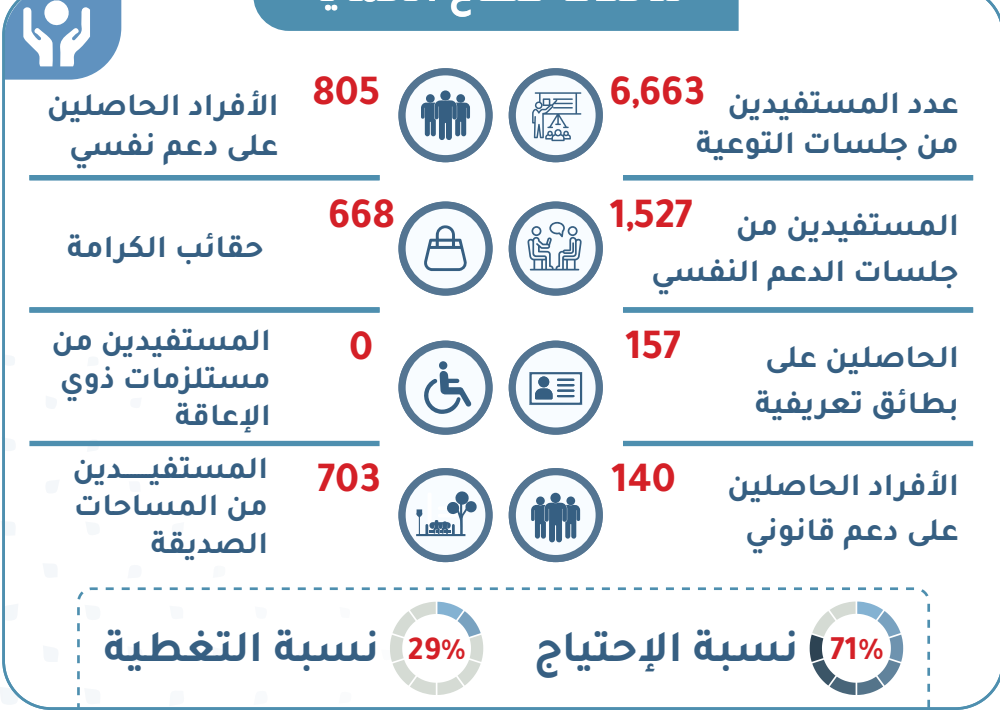 6,663
عدد المستفيدين
من جلسات التوعية
805
الأفراد الحاصلين
على دعم نفسي
1,527
المستفيدين من
جلسات الدعم النفسي
668
حقائب الكرامة
157
الحاصلين على
بطائق تعريفية
0
المستفيدين من
مستلزمات ذوي
الإعاقة
140
الأفراد الحاصلين
على دعم قانوني
703
المستفيـــدين
من المساحات
الصديقة
71% نسبة الإحتياج
29% نسبة التغطية